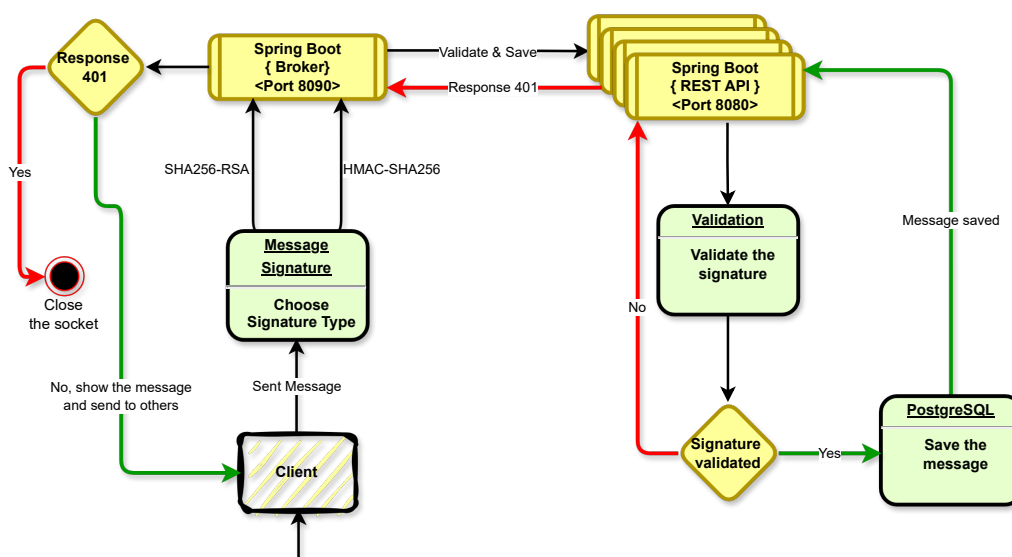 Response
401
Spring Boot
{ Broker}
<Port 8090>
Validate & Save
Response 401
Spring Boot
{ REST API }
<Port 8080>
Yes
SHA256-RSA
HMAC-SHA256
Message
Signature
Choose
Signature Type
Close
the socket
Validation
Validate the
signature
Message saved
No
No, show the message
and send to others
Sent Message
Client
Signature
validated
Yes
PostgreSQL
Save the
message